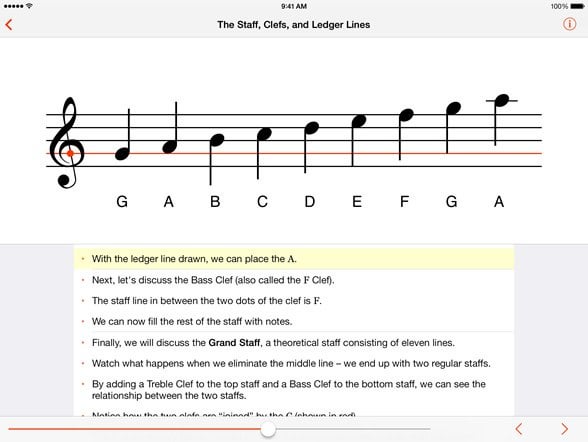 9:41 AM
100%
The Staff, Clefs, and Ledger Lines
G A B C D E F G A
With the ledger line drawn, we can place the A.
Next, let's discuss the Bass Clef (also called the F Clef).
The staff line in between the two dots of the clef is F.
We can now fill the rest of the staff with notes.
Finally, we will discuss the Grand Staff, a theoretical staff consisting of eleven lines.
Watch what happens when we eliminate the middle line – we end up with two regular staffs.
By adding a Treble Clef to the top staff and a Bass Clef to the bottom staff, we can see the
relationship between the two staffs.
Notice how the two clefs are “joined” by the C (shown in red).